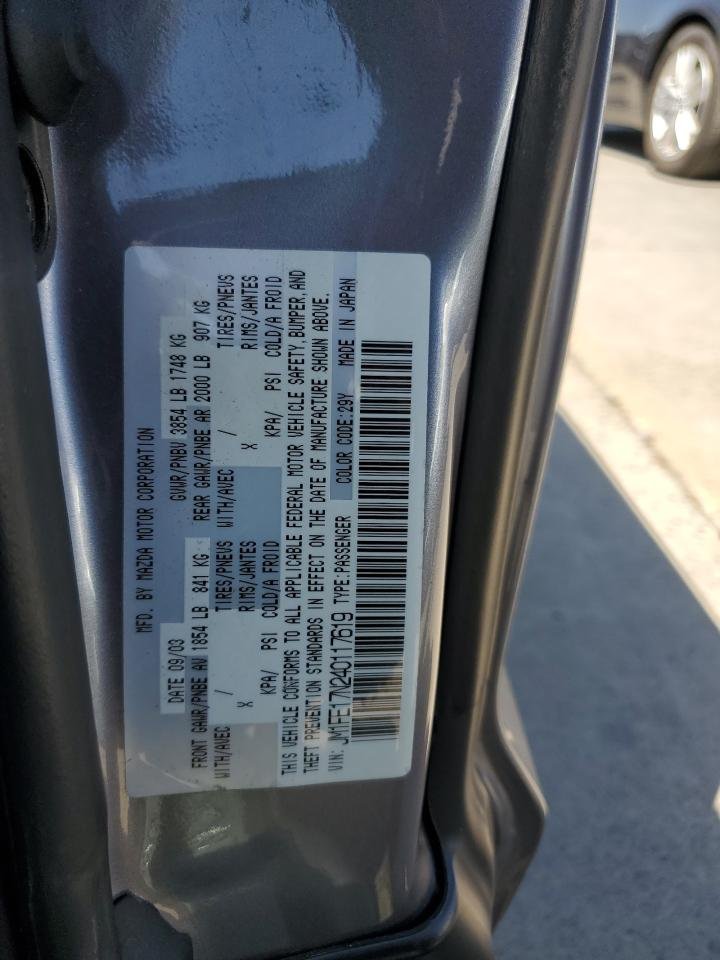 MFD. BY MAZDA MOTOR CORPORATION
DATE 09/03 GVWR/PNBV 3854 LB 1748 KG
FRONT GAWR/PNBE AV 1854 LB 841 KG REAR GAWR/PNBE AR 2000 LB 907 KG
WITH/AVEC / TIRES/PNEUS WITH/AVEC / TIRES/PNEUS
X RIMS/JANTES X RIMS/JANTES
KPA/ PSI COLD/A FROID KPA/ PSI COLD/A FROID
THIS VEHICLE CONFORMS TO ALL APPLICABLE FEDERAL MOTOR VEHICLE SAFETY, BUMPER, AND
THEFT PREVENTION STANDARDS IN EFFECT ON THE DATE OF MANUFACTURE SHOWN ABOVE.
VIN: JM1FE17N240117619 TYPE:PASSENGER COLOR CODE:29Y MADE IN JAPAN